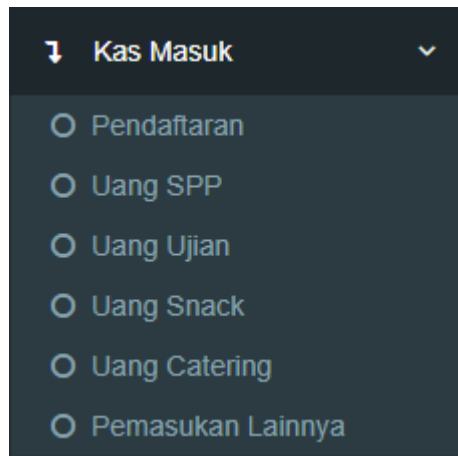 Kas Masuk
Pendaftaran
Uang SPP
Uang Ujian
Uang Snack
Uang Catering
Pemasukan Lainnya